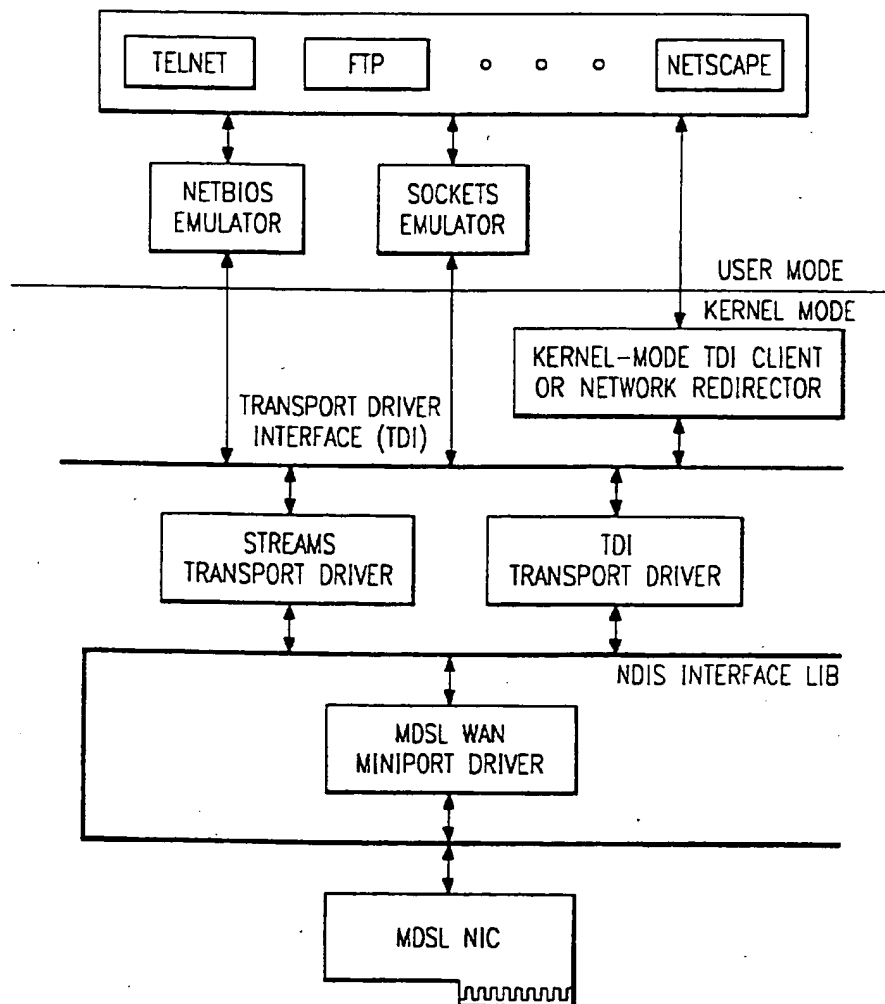 TELNET
FTP
NETSCAPE
NETBIOS
EMULATOR
SOCKETS
EMULATOR
USER MODE
KERNEL MODE
KERNEL-MODE TDI CLIENT
OR NETWORK REDIRECTOR
TRANSPORT DRIVER
INTERFACE (TDI)
STREAMS
TRANSPORT DRIVER
TDI
TRANSPORT DRIVER
NDIS INTERFACE LIB
MDSL WAN
MINIPORT DRIVER
MDSL NIC